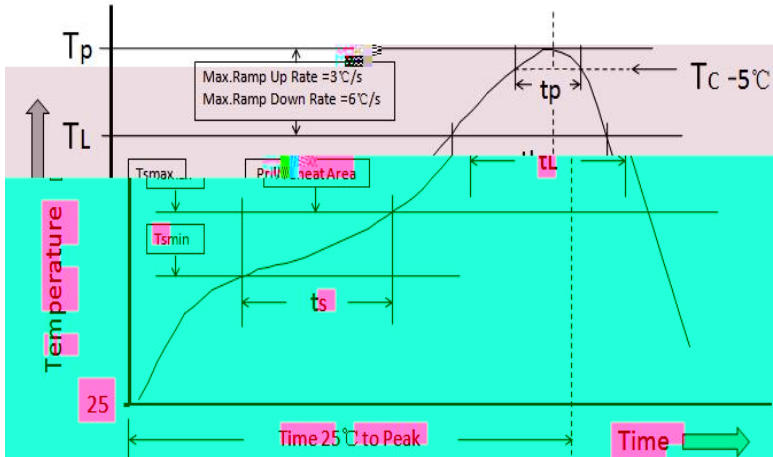 Tp
Max.Ramp Up Rate =3℃/s
Max.Ramp Down Rate =6℃/s
tp
TC -5℃
TL
Tsmax
Area
tL
Tsmin
ts
Temperature
25
Time 25℃ to Peak
Time